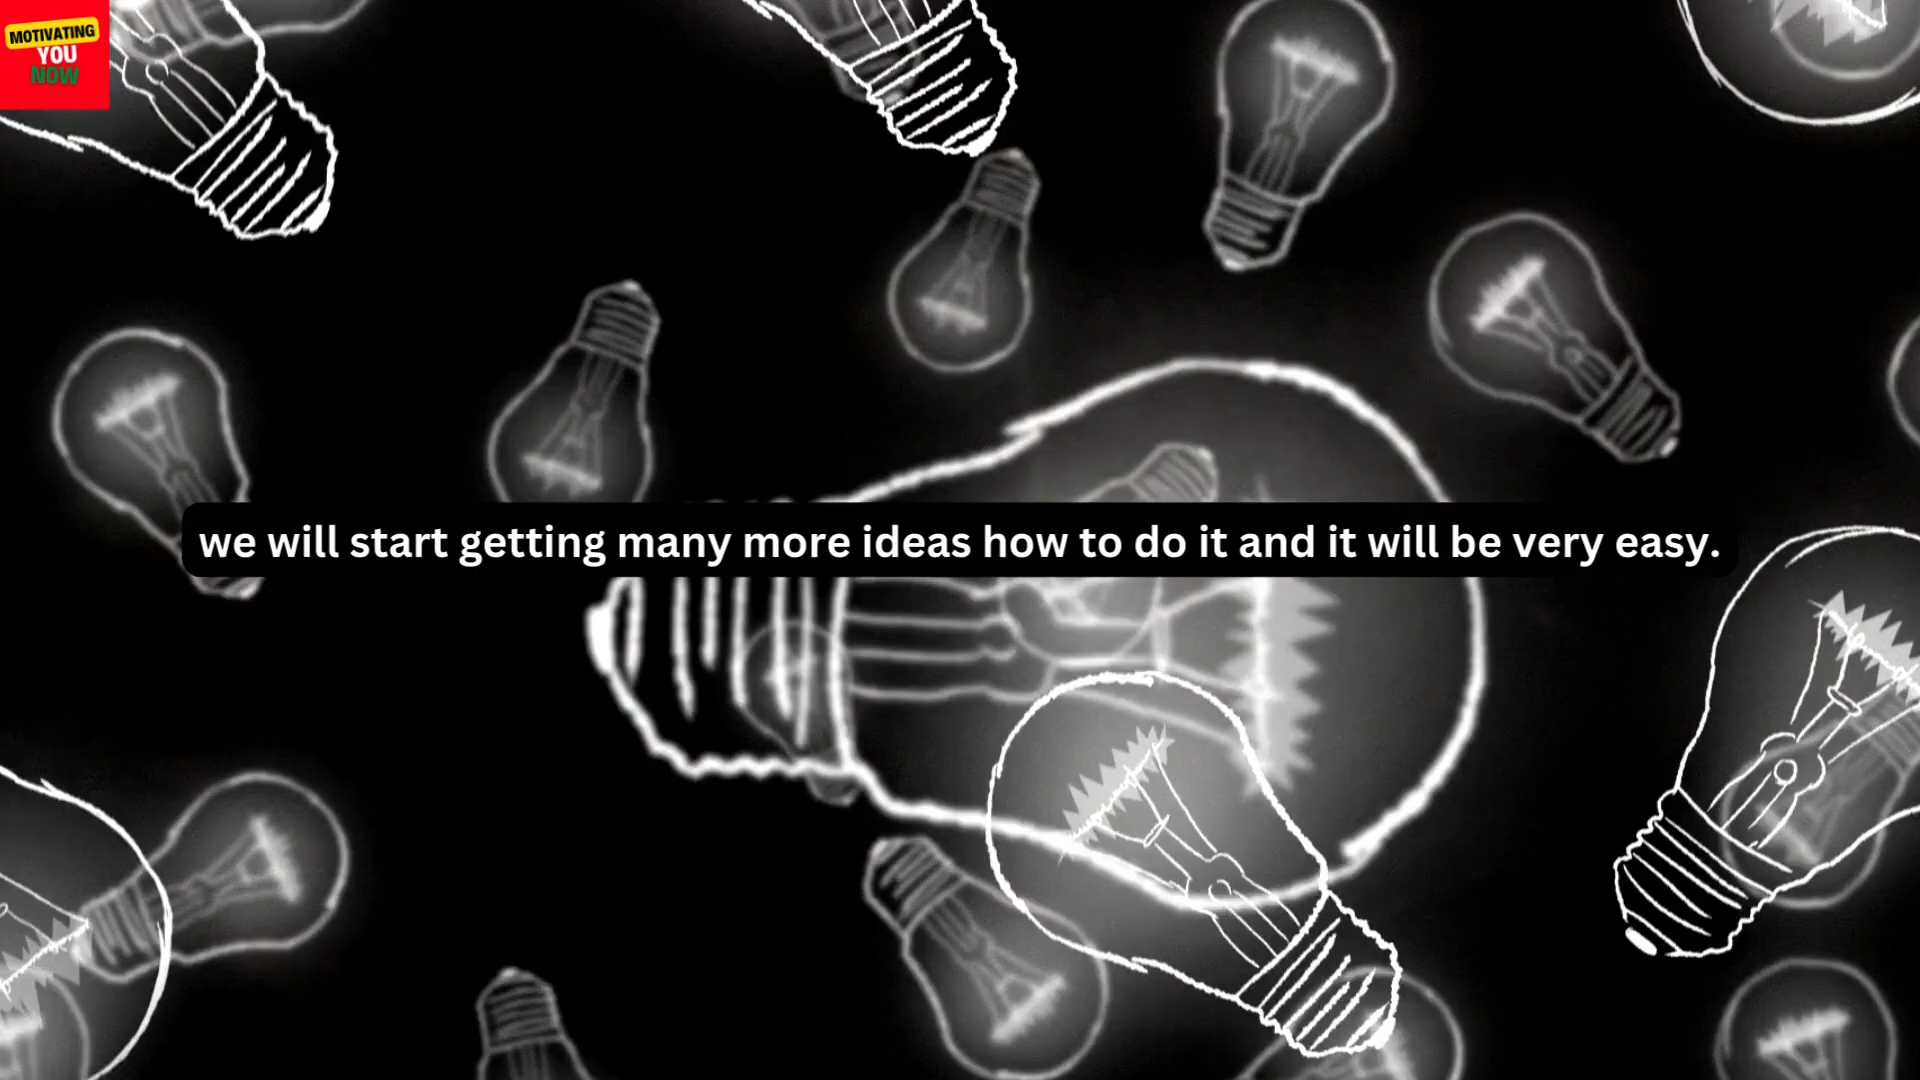 MOTIVATING
YOU
NOW
we will start getting many more ideas how to do it and it will be very easy.